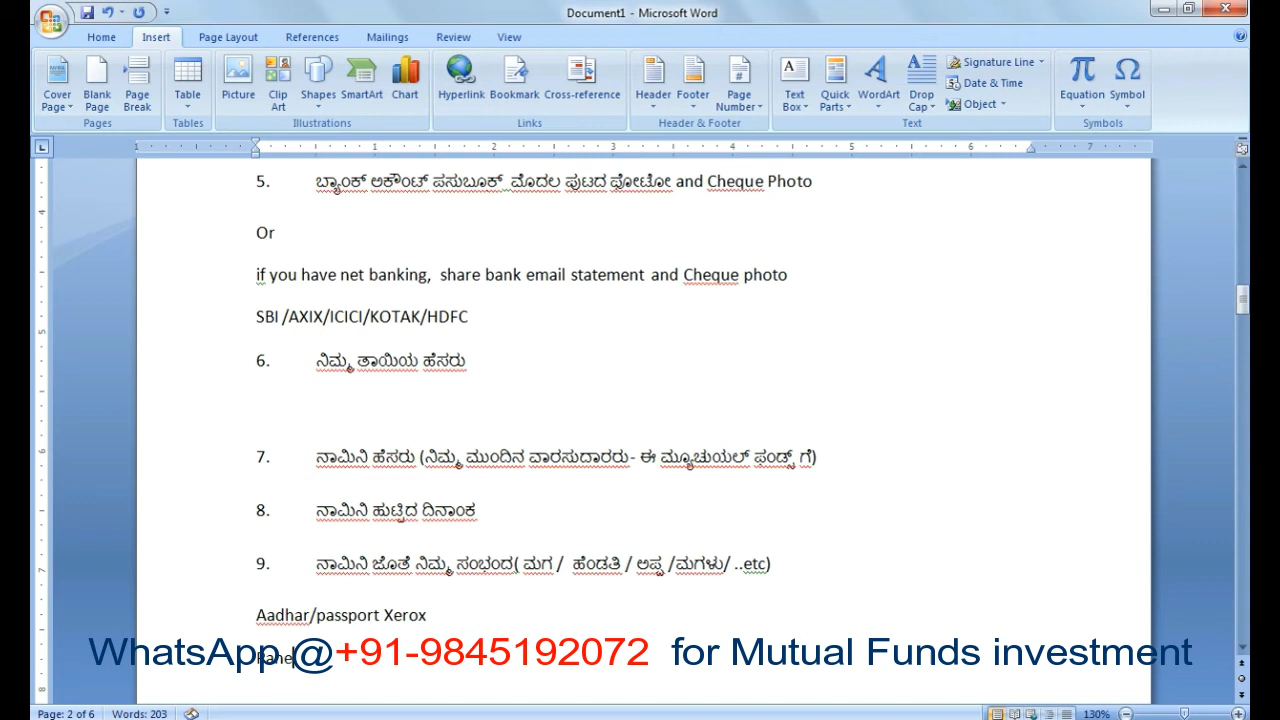 Document1 - Microsoft Word
Home Insert Page Layout References Mailings Review View
Cover Page Blank Page Page Break Table Picture Clip Art Shapes SmartArt Chart Hyperlink Bookmark Cross-reference Header Footer Page Number Text Box Quick Parts WordArt Drop Cap Signature Line Date & Time Object Equation Symbol
Pages Tables Illustrations Links Header & Footer Text Symbols
5. ಬ್ಯಾಂಕ್ ಅಕೌಂಟ್ ಪಸುಬೂಕ್ ಮೊದಲ ಪುಟದ ಫೋಟೋ and Cheque Photo
Or
if you have net banking, share bank email statement and Cheque photo
SBI /AXIX/ICICI/KOTAK/HDFC
6. ನಿಮ್ಮ ತಾಯಿಯ ಹೆಸರು
7. ನಾಮಿನಿ ಹೆಸರು (ನಿಮ್ಮ ಮುಂದಿನ ವಾರಸುದಾರರು- ಈ ಮ್ಯೂಚುಯಲ್ ಫಂಡ್ಸ್ ಗೆ)
8. ನಾಮಿನಿ ಹುಟ್ಟಿದ ದಿನಾಂಕ
9. ನಾಮಿನಿ ಜೊತೆ ನಿಮ್ಮ ಸಂಭಂದ( ಮಗ / ಹೆಂಡತಿ / ಅಪ್ಪ /ಮಗಳು/ ..etc)
Aadhar/passport Xerox
WhatsApp @+91-9845192072 for Mutual Funds investment
Page: 2 of 6 Words: 203 130%